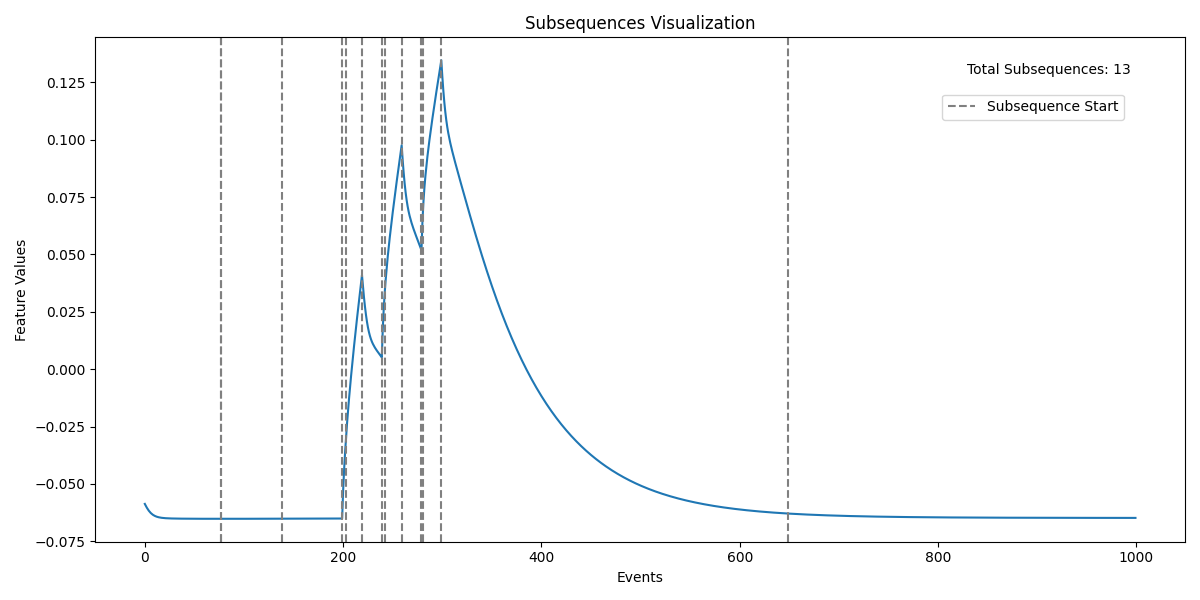 Subsequences Visualization
Total Subsequences: 13
Subsequence Start
Feature Values
0.125
0.100
0.075
0.050
0.025
0.000
−0.025
−0.050
−0.075
0 200 400 600 800 1000
Events